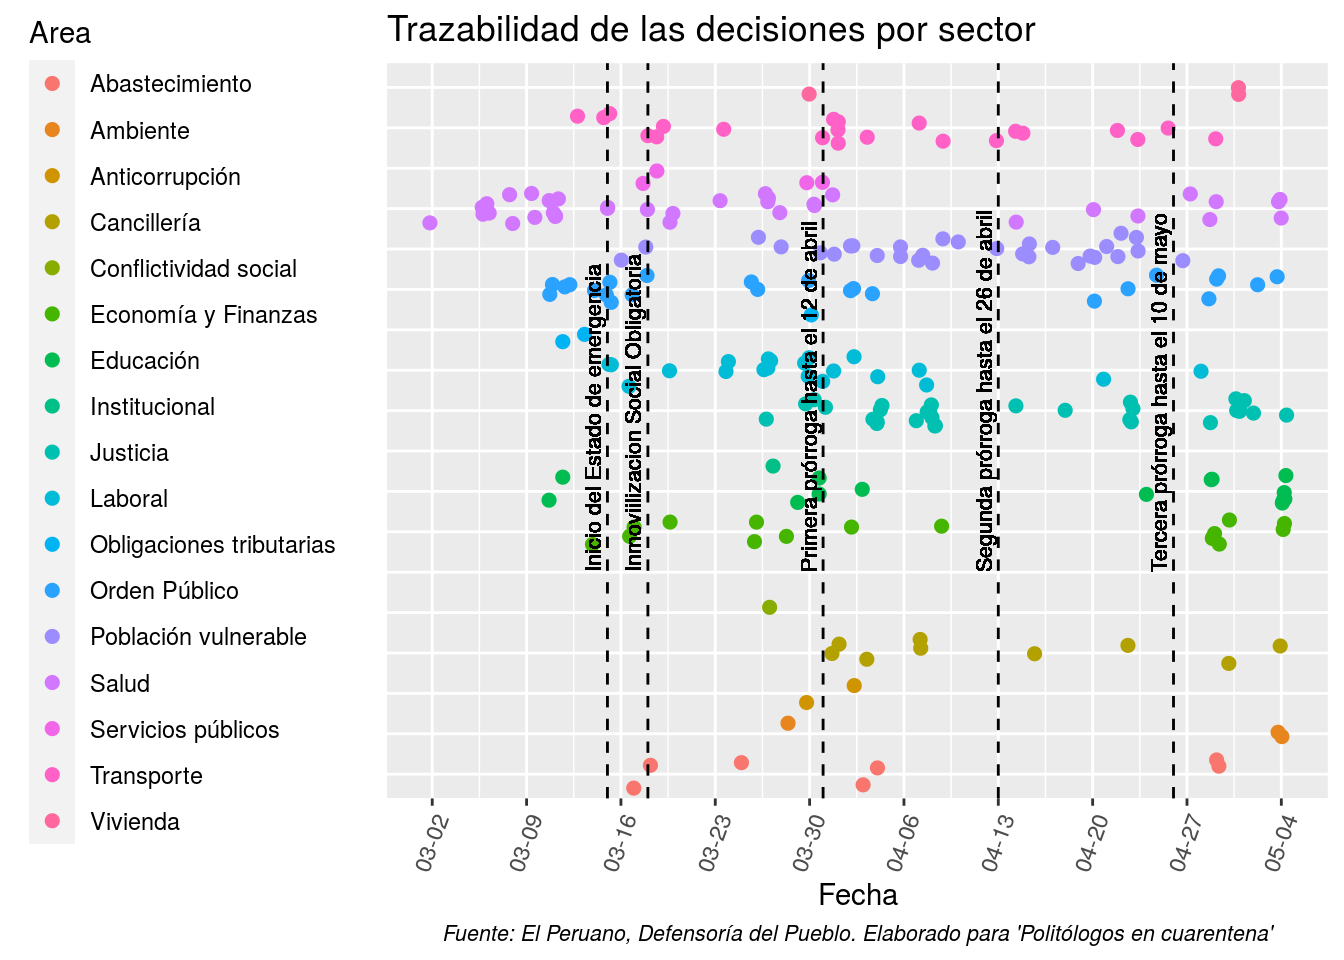 Trazabilidad de las decisiones por sector
Area
Abastecimiento
Ambiente
Anticorrupción
Cancillería
Conflictividad social
Economía y Finanzas
Educación
Institucional
Justicia
Laboral
Obligaciones tributarias
Orden Público
Población vulnerable
Salud
Servicios públicos
Transporte
Vivienda
Inicio del Estado de emergencia
Inmoviilizacion Social Obligatoria
Primera prórroga hasta el 12 de abril
Segunda prórroga hasta el 26 de abril
Tercera prórroga hasta el 10 de mayo
03-02
03-09
03-16
03-23
03-30
04-06
04-13
04-20
04-27
05-04
Fecha
Fuente: El Peruano, Defensoría del Pueblo. Elaborado para 'Politólogos en cuarentena'